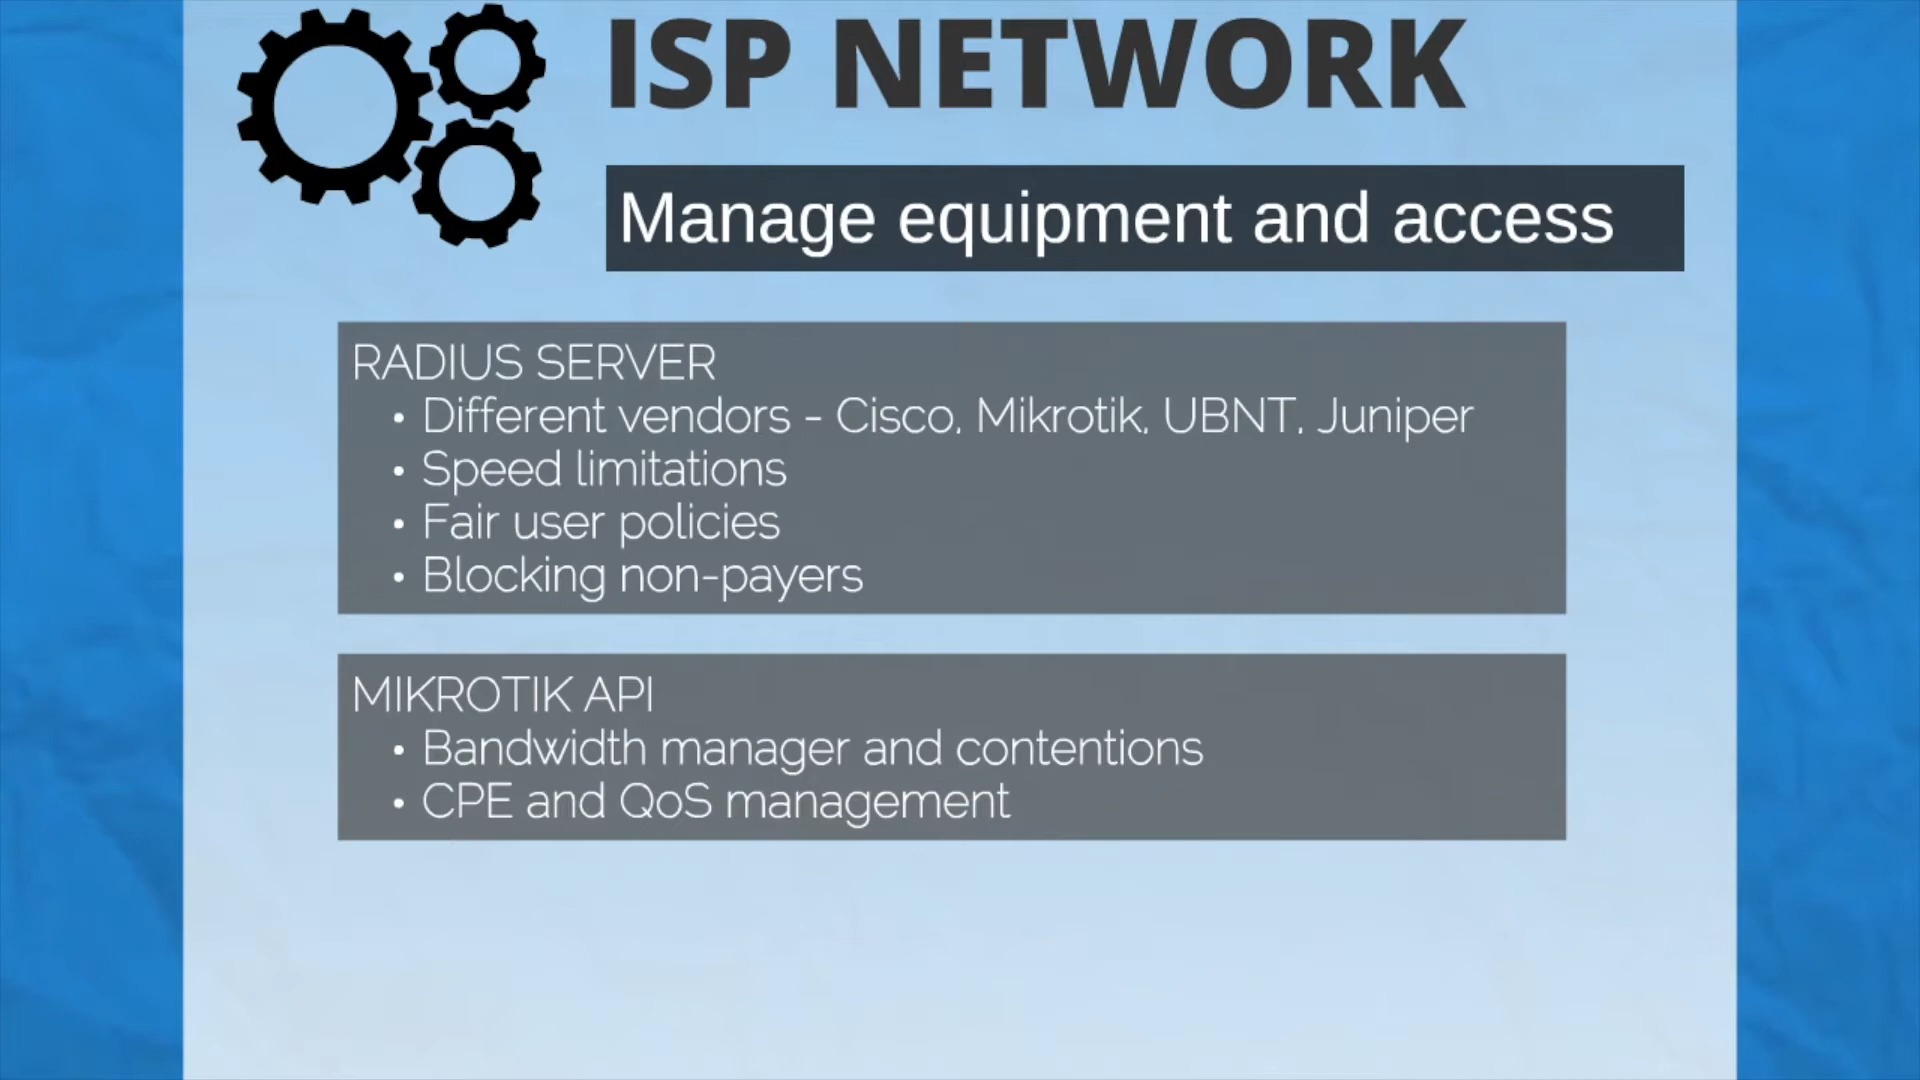 ISP NETWORK
Manage equipment and access
RADIUS SERVER
• Different vendors - Cisco, Mikrotik, UBNT, Juniper
• Speed limitations
• Fair user policies
• Blocking non-payers
MIKROTIK API
• Bandwidth manager and contentions
• CPE and QoS management